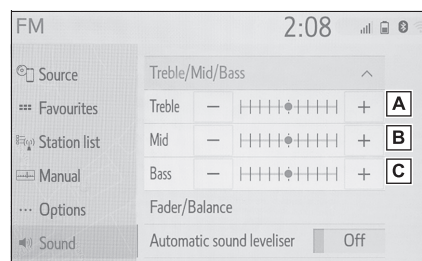 FM 2:08
Source
Favourites
Station list
Manual
Options
Sound
Treble/Mid/Bass
Treble − + A
Mid − + B
Bass − + C
Fader/Balance
Automatic sound leveliser Off